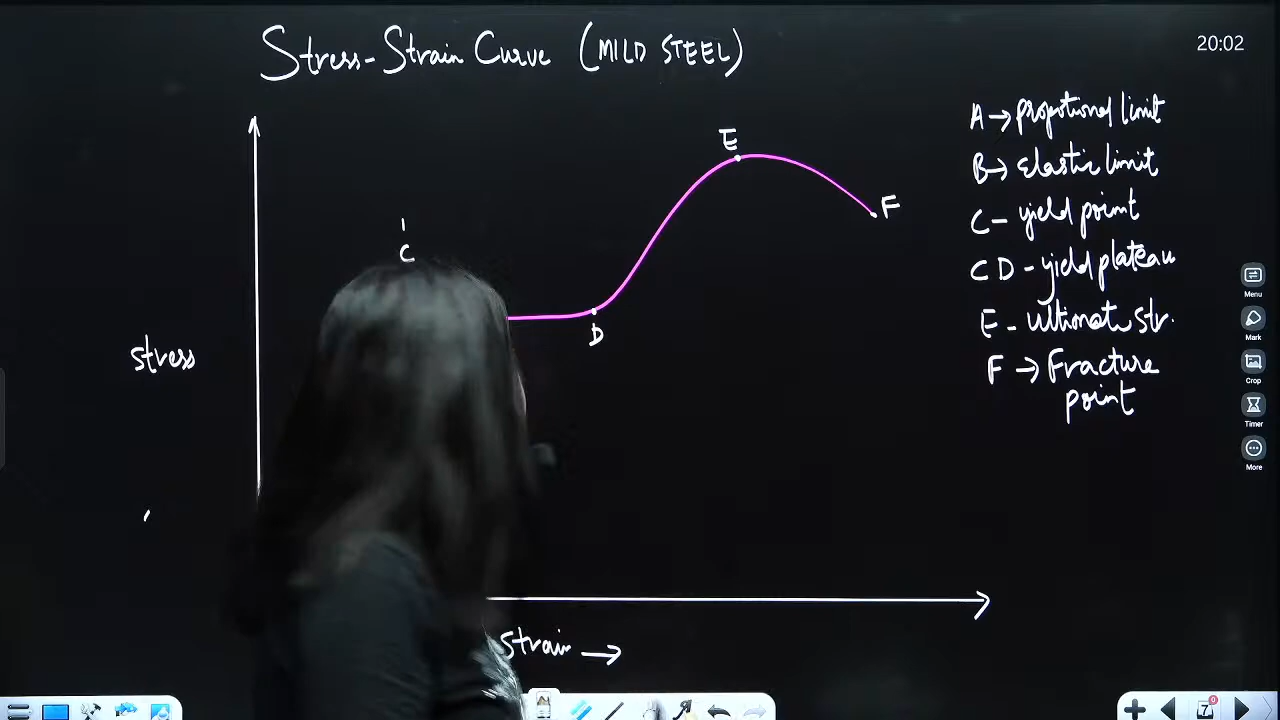 Stress-Strain Curve (MILD STEEL)
20:02
A → proportional limit
B → elastic limit
C - yield point
CD - yield plateau
E - ultimate str.
F → Fracture
point
E
F
C
D
stress
strain →
Menu
Mark
Crop
Timer
More
7